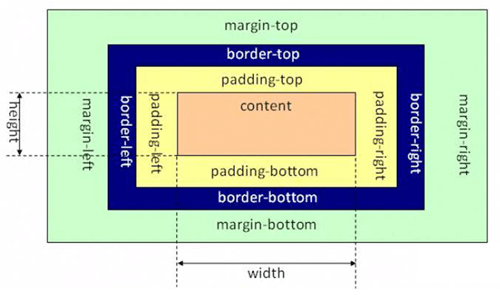 margin-top
border-top
padding-top
content
height
margin-left
border-left
padding-left
padding-right
border-right
margin-right
padding-bottom
border-bottom
margin-bottom
width